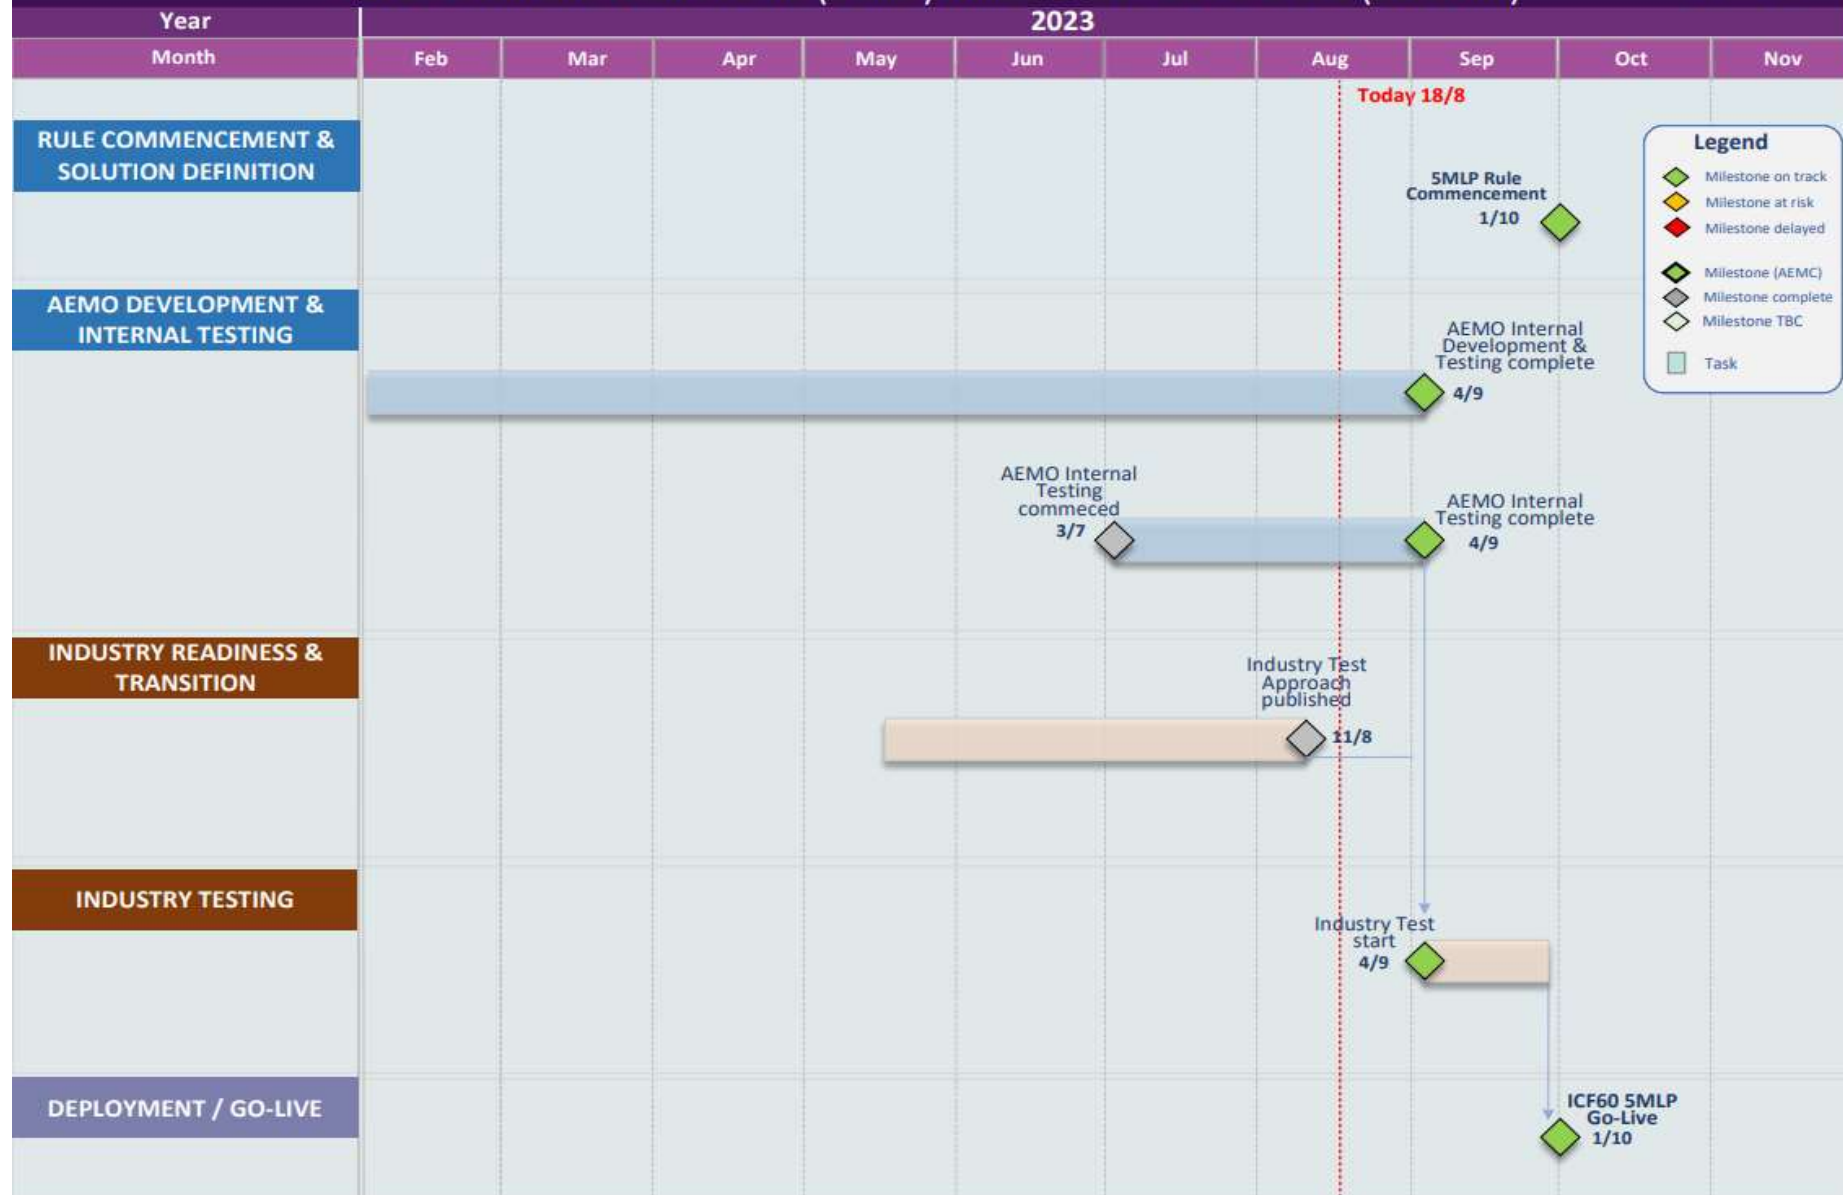 Year
2023
Month
Feb
Mar
Apr
May
Jun
Jul
Aug
Sep
Oct
Nov
Today 18/8
RULE COMMENCEMENT &
SOLUTION DEFINITION
5MLP Rule
Commencement
1/10
Legend
Milestone on track
Milestone at risk
Milestone delayed
Milestone (AEMC)
Milestone complete
Milestone TBC
Task
AEMO DEVELOPMENT &
INTERNAL TESTING
AEMO Internal
Development &
Testing complete
4/9
AEMO Internal
Testing
commeced
3/7
AEMO Internal
Testing complete
4/9
INDUSTRY READINESS &
TRANSITION
Industry Test
Approach
published
11/8
INDUSTRY TESTING
Industry Test
start
4/9
DEPLOYMENT / GO-LIVE
ICF60 5MLP
Go-Live
1/10